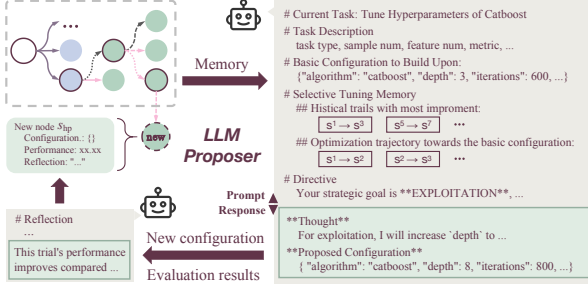 ...
new
New node S_hp
Configuration.: {}
Performance: xx.xx
Reflection: "..."
LLM
Proposer
Memory
# Current Task: Tune Hyperparameters of Catboost
# Task Description
task type, sample num, feature num, metric, ...
# Basic Configuration to Build Upon:
{"algorithm": "catboost", "depth": 3, "iterations": 600, ...}
# Selective Tuning Memory
## Histical trails with most improment:
s¹ → s³ s⁵ → s⁷ ...
## Optimization trajectory towards the basic configuration:
s¹ → s² s² → s³ ...
# Directive
Your strategic goal is **EXPLOITATION**, ...
Prompt
Response
**Thought**
For exploitation, I will increase `depth` to ...
**Proposed Configuration**
{ "algorithm": "catboost", "depth": 8, "iterations": 800, ...}
New configuration
Evaluation results
# Reflection
...
This trial's performance
improves compared ...